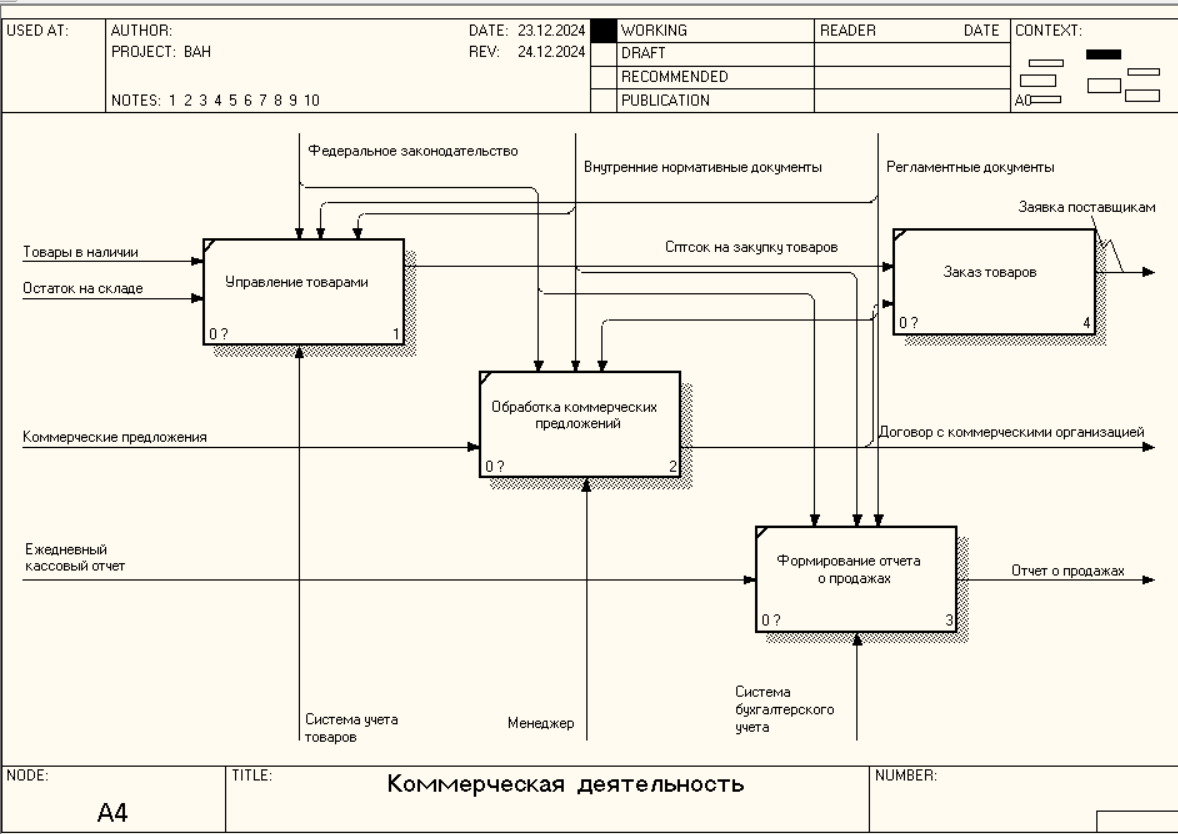 USED AT:
AUTHOR:
DATE: 23.12.2024
WORKING
READER
DATE
CONTEXT:
PROJECT: ВАН
REV: 24.12.2024
DRAFT
RECOMMENDED
NOTES: 1 2 3 4 5 6 7 8 9 10
PUBLICATION
A0
Федеральное законодательство
Внутренние нормативные документы
Регламентные документы
Заявка поставщикам
Товары в наличии
Сптсок на закупку товаров
Остаток на складе
Управление товарами
0 ?
1
Заказ товаров
0 ?
4
Обработка коммерческих
предложений
0 ?
2
Коммерческие предложения
Договор с коммерческими организацией
Ежедневный
кассовый отчет
Формирование отчета
о продажах
0 ?
3
Отчет о продажах
Система учета
товаров
Менеджер
Система
бухгалтерского
учета
NODE:
A4
TITLE:
Коммерческая деятельность
NUMBER: